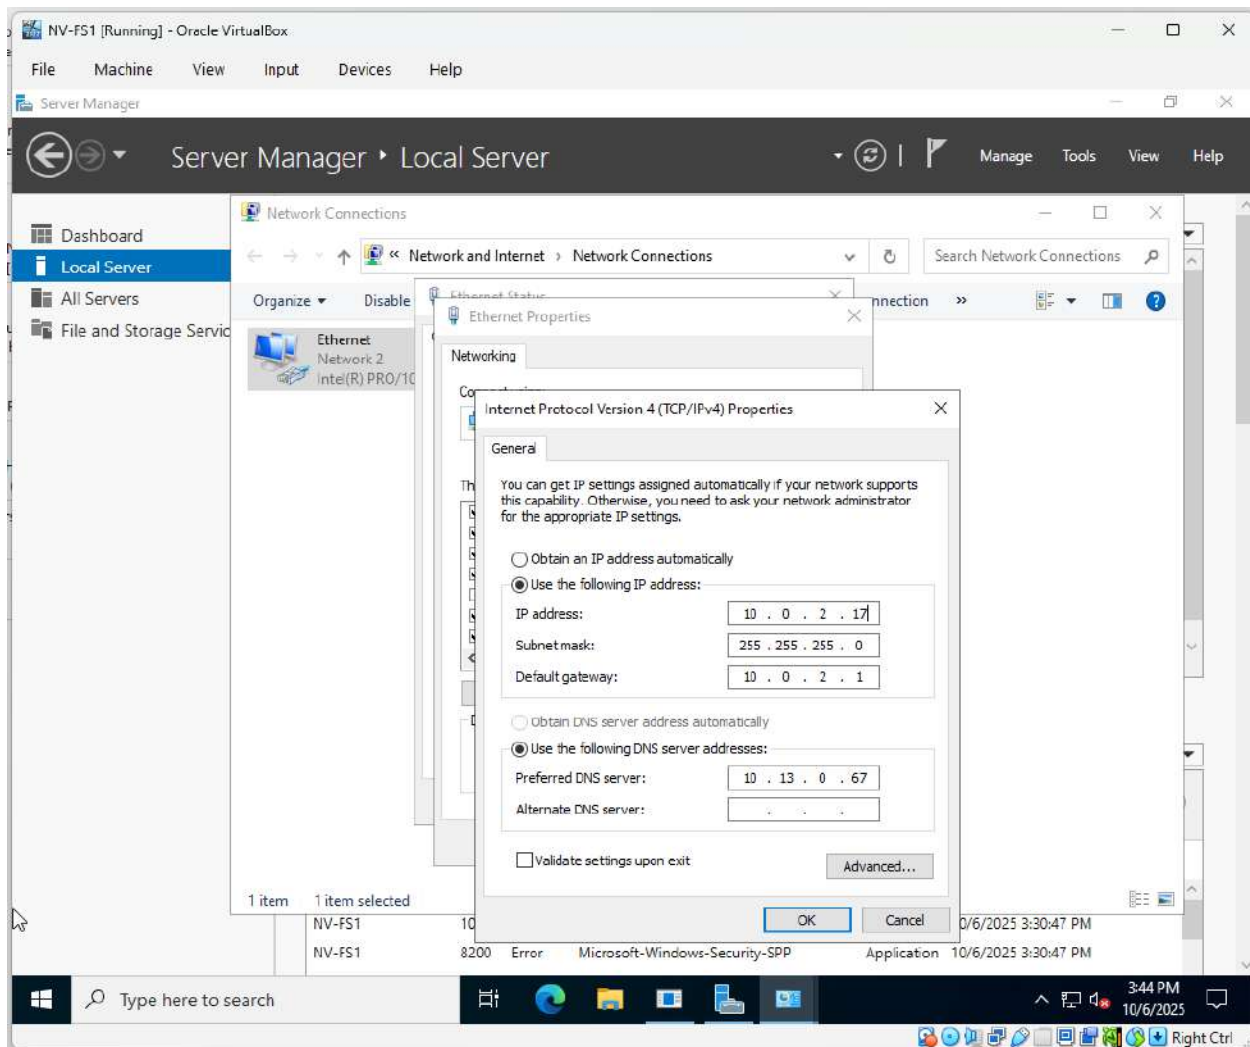 NV-FS1 [Running] - Oracle VirtualBox
File Machine View Input Devices Help
Server Manager
Server Manager ‣ Local Server
Manage Tools View Help
Dashboard
Local Server
All Servers
File and Storage Servic
Network Connections
« Network and Internet › Network Connections
Search Network Connections
Organize Disable nnection »
Ethernet
Network 2
Intel(R) PRO/10
Ethernet Status
Ethernet Properties
Networking
Internet Protocol Version 4 (TCP/IPv4) Properties
General
You can get IP settings assigned automatically if your network supports
this capability. Otherwise, you need to ask your network administrator
for the appropriate IP settings.
Obtain an IP address automatically
Use the following IP address:
IP address: 10 . 0 . 2 . 17
Subnet mask: 255 . 255 . 255 . 0
Default gateway: 10 . 0 . 2 . 1
Obtain DNS server address automatically
Use the following DNS server addresses:
Preferred DNS server: 10 . 13 . 0 . 67
Alternate DNS server: . . .
Validate settings upon exit
Advanced...
OK Cancel
1 item 1 item selected
NV-FS1 10 0/6/2025 3:30:47 PM
NV-FS1 8200 Error Microsoft-Windows-Security-SPP Application 10/6/2025 3:30:47 PM
Type here to search
3:44 PM
10/6/2025
Right Ctrl